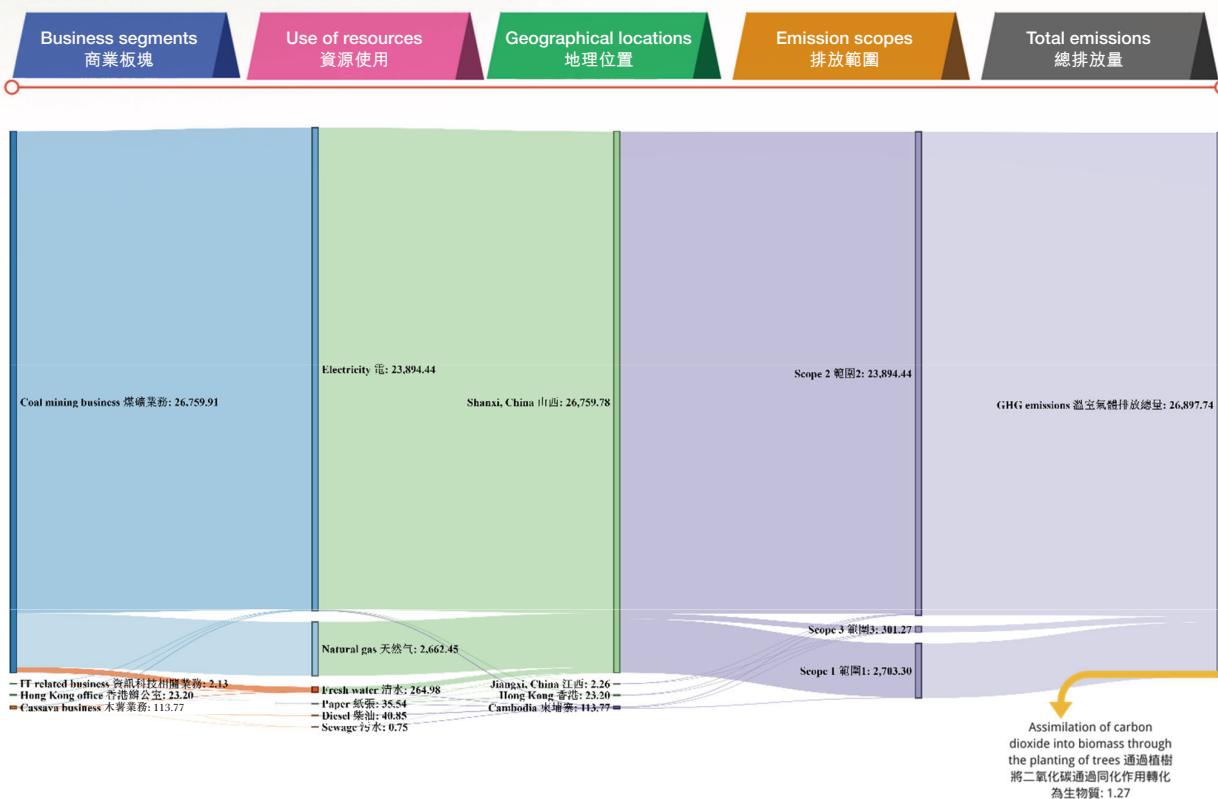 Business segments
商業板塊
Use of resources
資源使用
Geographical locations
地理位置
Emission scopes
排放範圍
Total emissions
總排放量
Coal mining business 煤礦業務: 26,759.91
IT related business 資訊科技相關業務: 2.13
Hong Kong office 香港辦公室: 23.20
Cassava business 木薯業務: 113.77
Electricity 電: 23,894.44
Natural gas 天然气: 2,662.45
Fresh water 清水: 264.98
Paper 紙張: 35.54
Diesel 柴油: 40.85
Sewage 污水: 0.75
Shanxi, China 山西: 26,759.78
Jiangxi, China 江西: 2.26
Hong Kong 香港: 23.20
Cambodia 柬埔寨: 113.77
Scope 2 範圍2: 23,894.44
Scope 3 範圍3: 301.27
Scope 1 範圍1: 2,703.30
GHG emissions 溫室氣體排放總量: 26,897.74
Assimilation of carbon
dioxide into biomass through
the planting of trees 通過植樹
將二氧化碳通過同化作用轉化
為生物質: 1.27